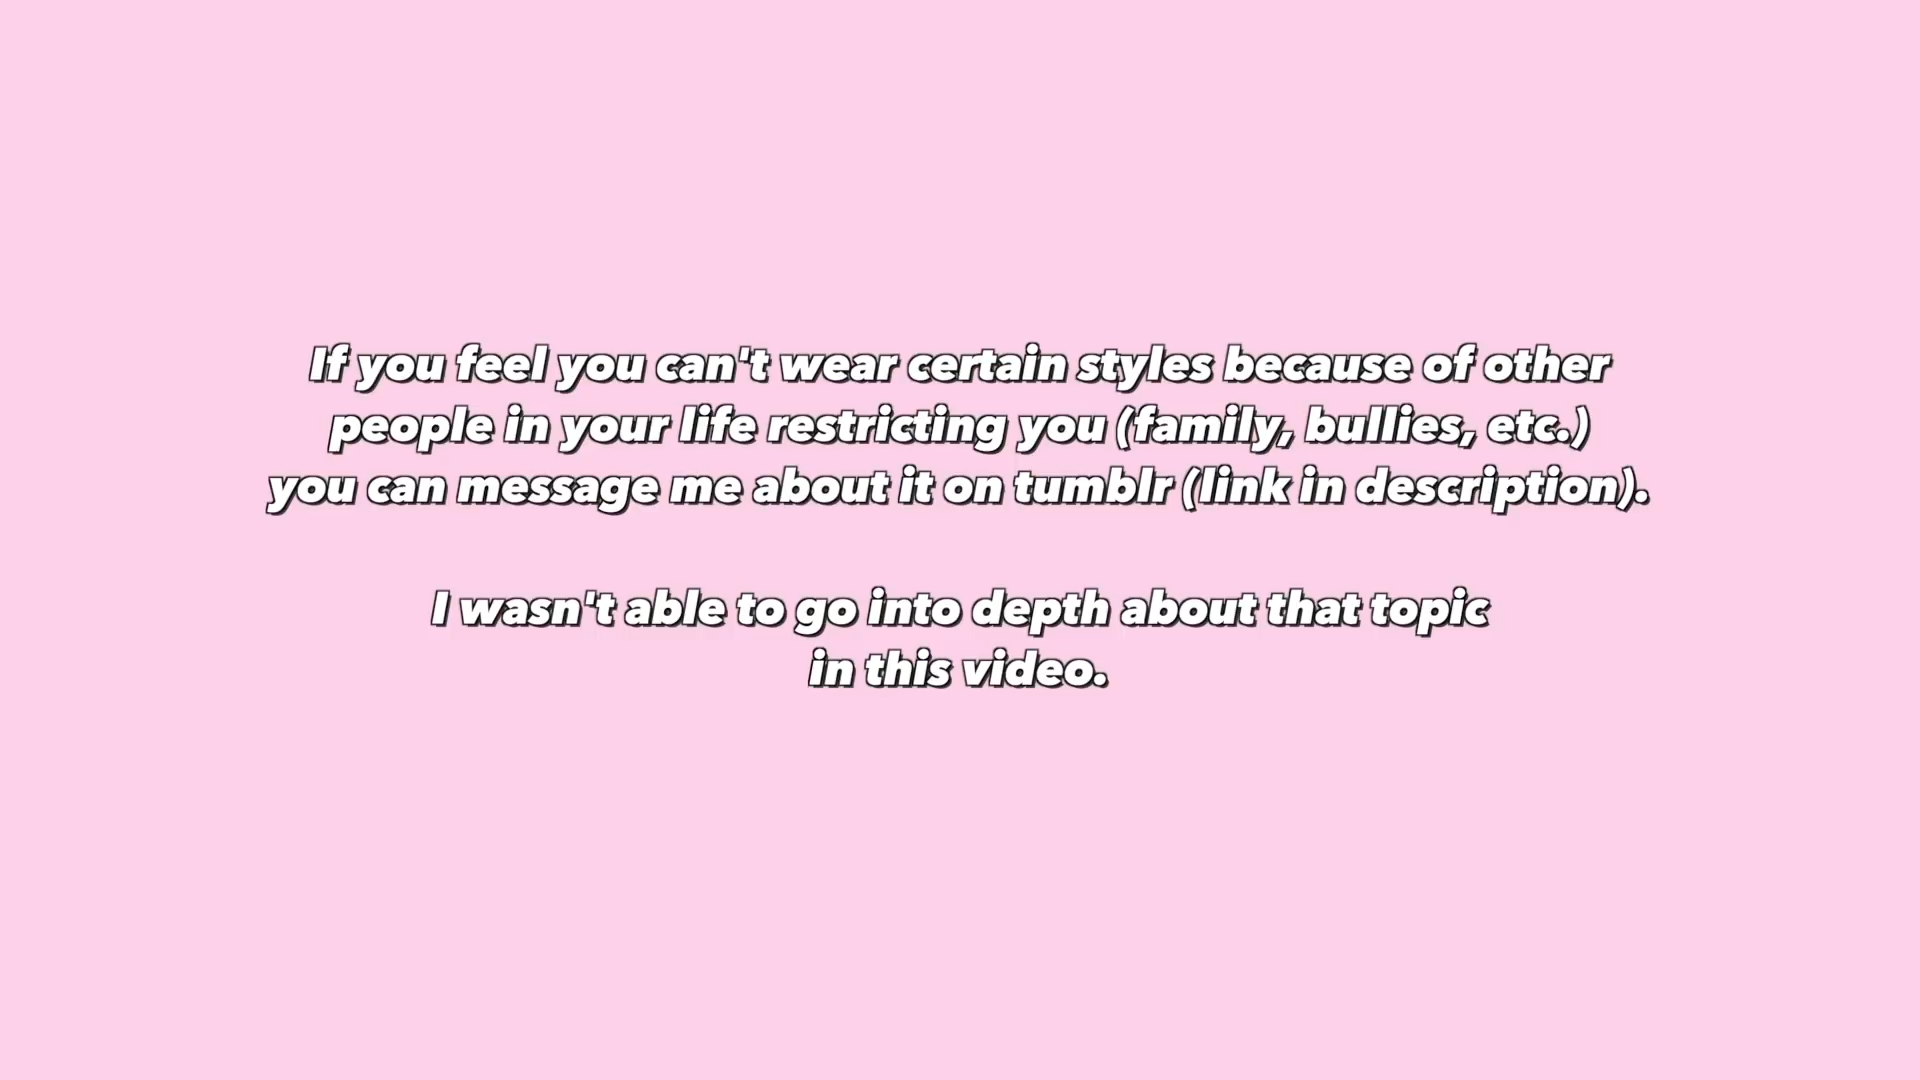 If you feel you can't wear certain styles because of other
people in your life restricting you (family, bullies, etc.)
you can message me about it on tumblr (link in description).
I wasn't able to go into depth about that topic
in this video.